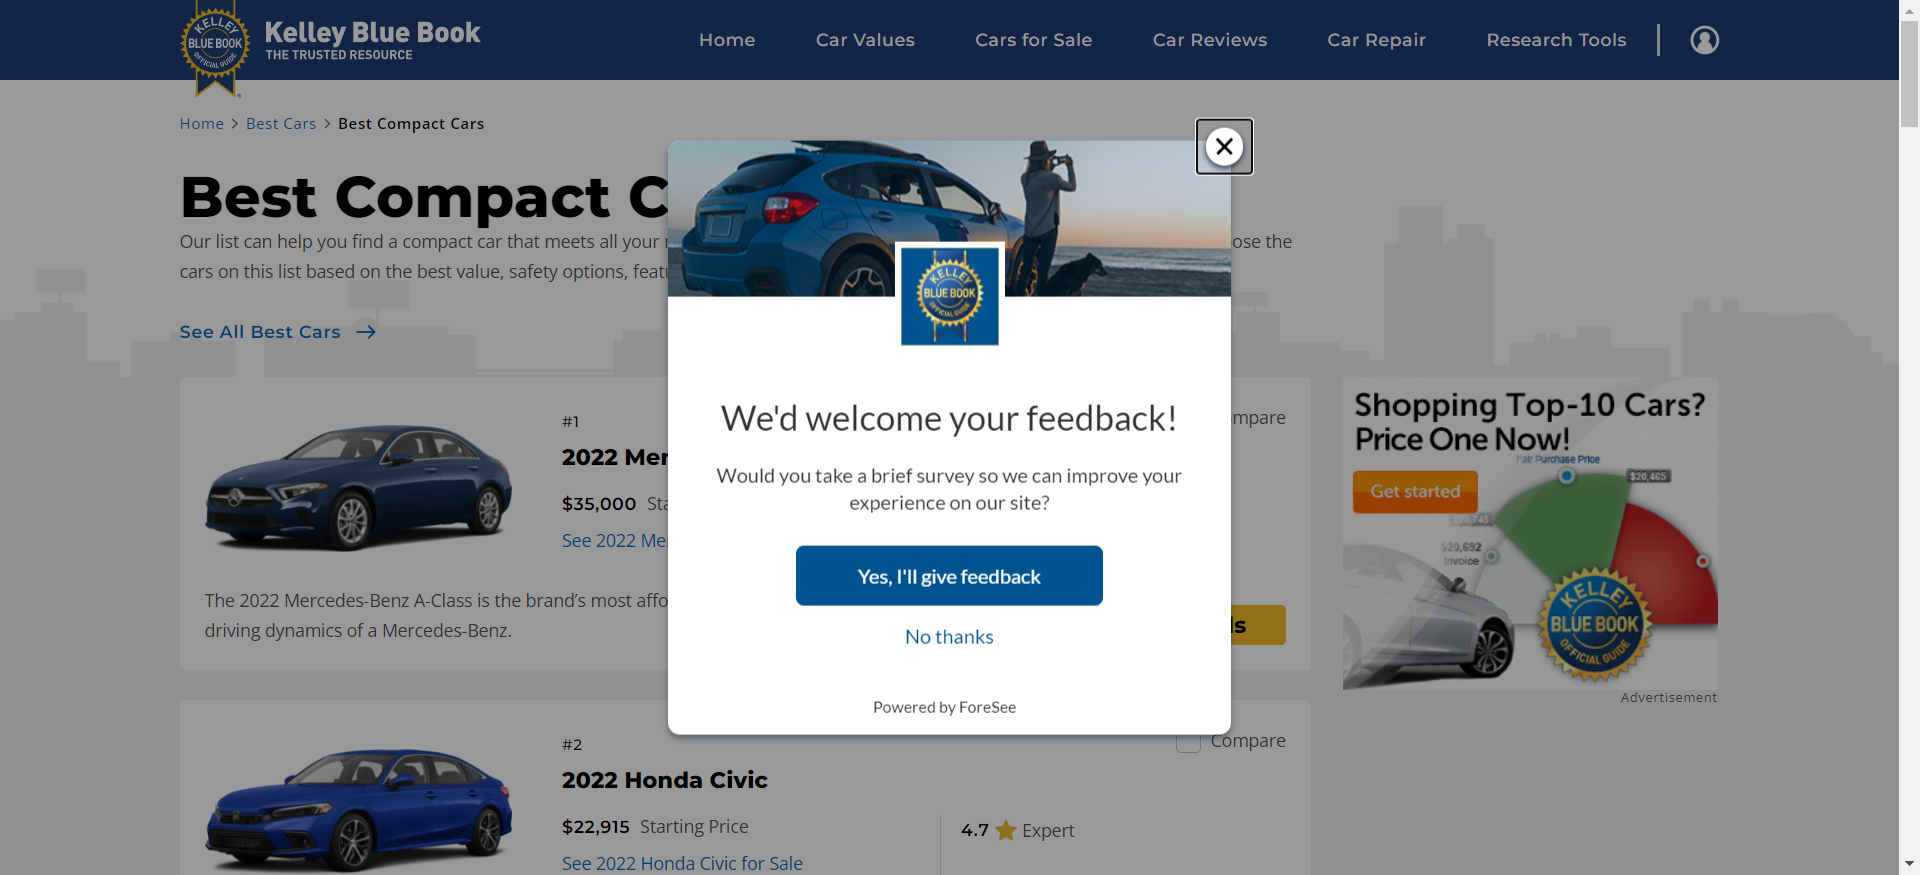 KELLEY
BLUE BOOK
OFFICIAL GUIDE
Kelley Blue Book
THE TRUSTED RESOURCE
Home
Car Values
Cars for Sale
Car Reviews
Car Repair
Research Tools
Home > Best Cars > Best Compact Cars
Best Compact C
Our list can help you find a compact car that meets all your
ose the
cars on this list based on the best value, safety options, featu
See All Best Cars
#1
2022 Mer
$35,000 Sta
See 2022 Me
mpare
The 2022 Mercedes-Benz A-Class is the brand's most affo
driving dynamics of a Mercedes-Benz.
ls
KELLEY
BLUE BOOK
OFFICIAL GUIDE
We'd welcome your feedback!
Would you take a brief survey so we can improve your
experience on our site?
Yes, I'll give feedback
No thanks
Powered by ForeSee
Shopping Top-10 Cars?
Price One Now!
Fair Purchase Price
$20,465
Get started
$20,692
Invoice
KELLEY
BLUE BOOK
OFFICIAL GUIDE
Advertisement
#2
Compare
2022 Honda Civic
$22,915 Starting Price
4.7 Expert
See 2022 Honda Civic for Sale